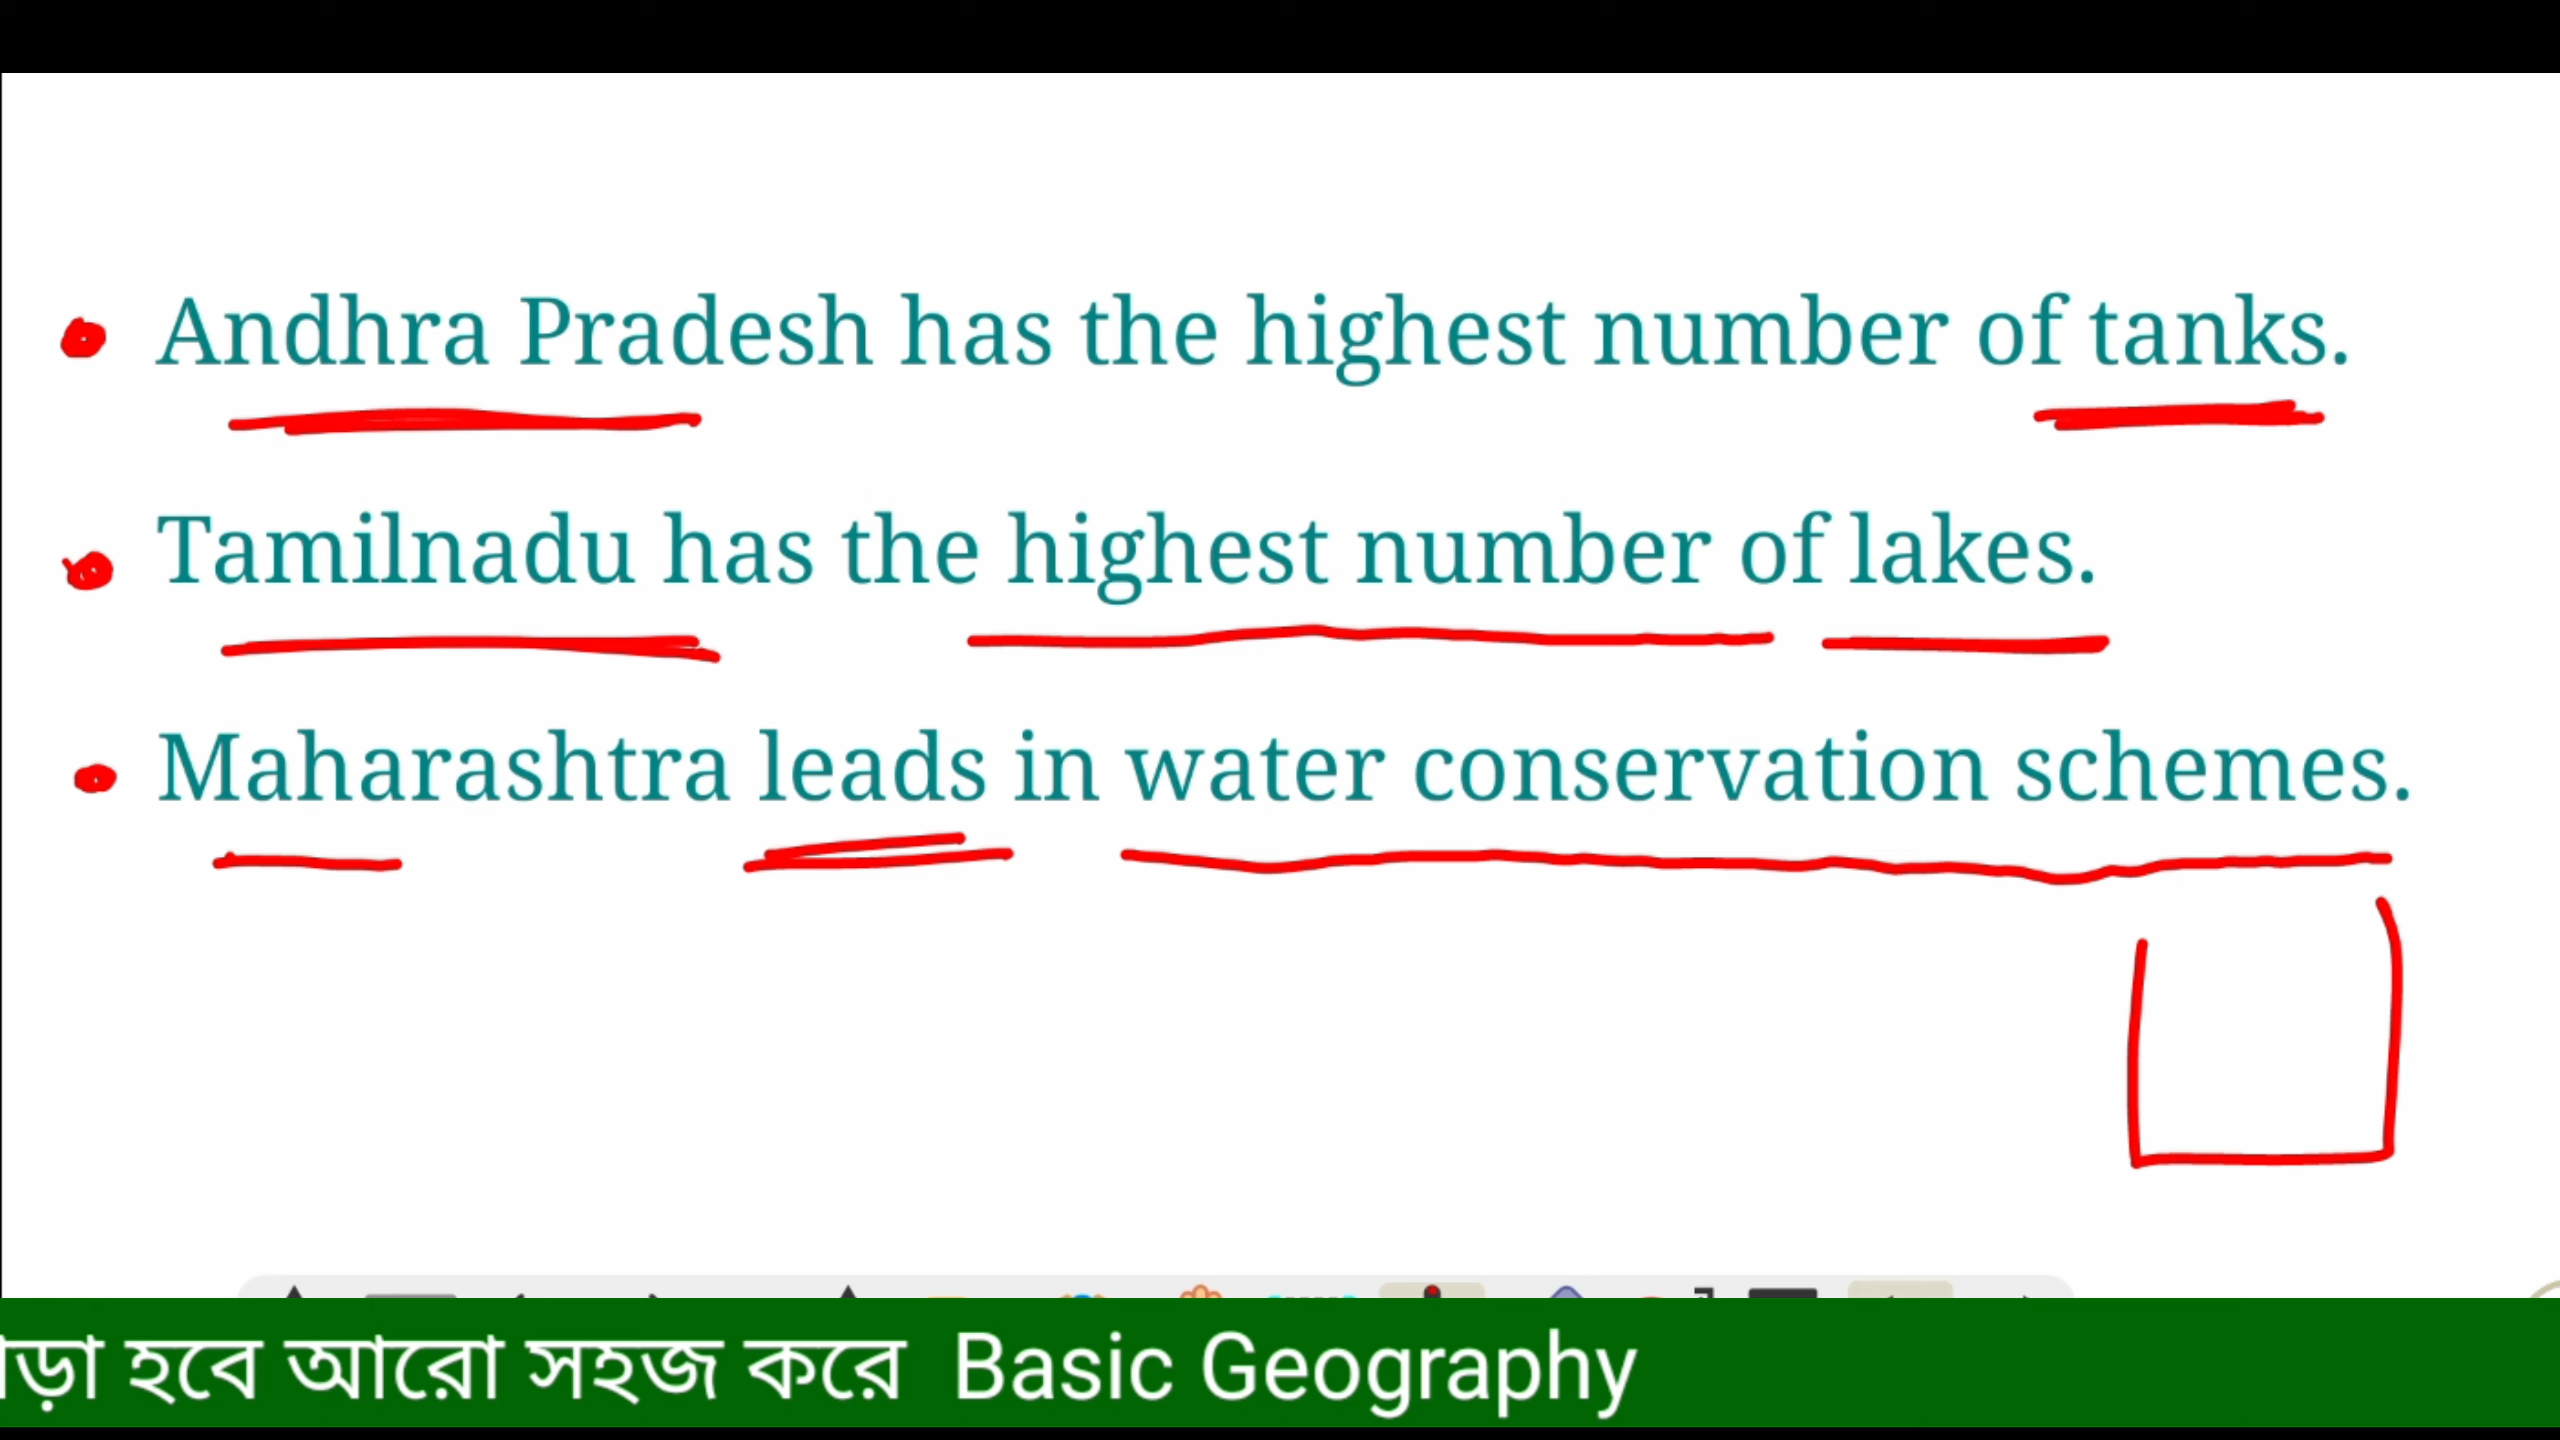 Andhra Pradesh has the highest number of tanks.
Tamilnadu has the highest number of lakes.
Maharashtra leads in water conservation schemes.
হবে আরো সহজ করে Basic Geography